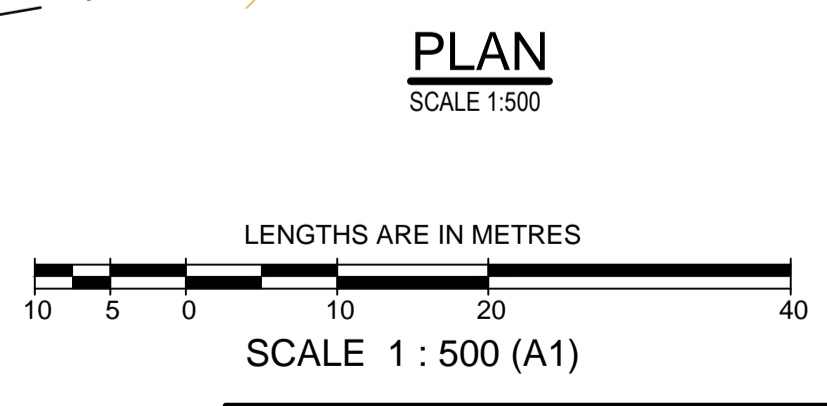 PLAN
SCALE 1:500
LENGTHS ARE IN METRES
10 5 0 10 20 40
SCALE 1 : 500 (A1)